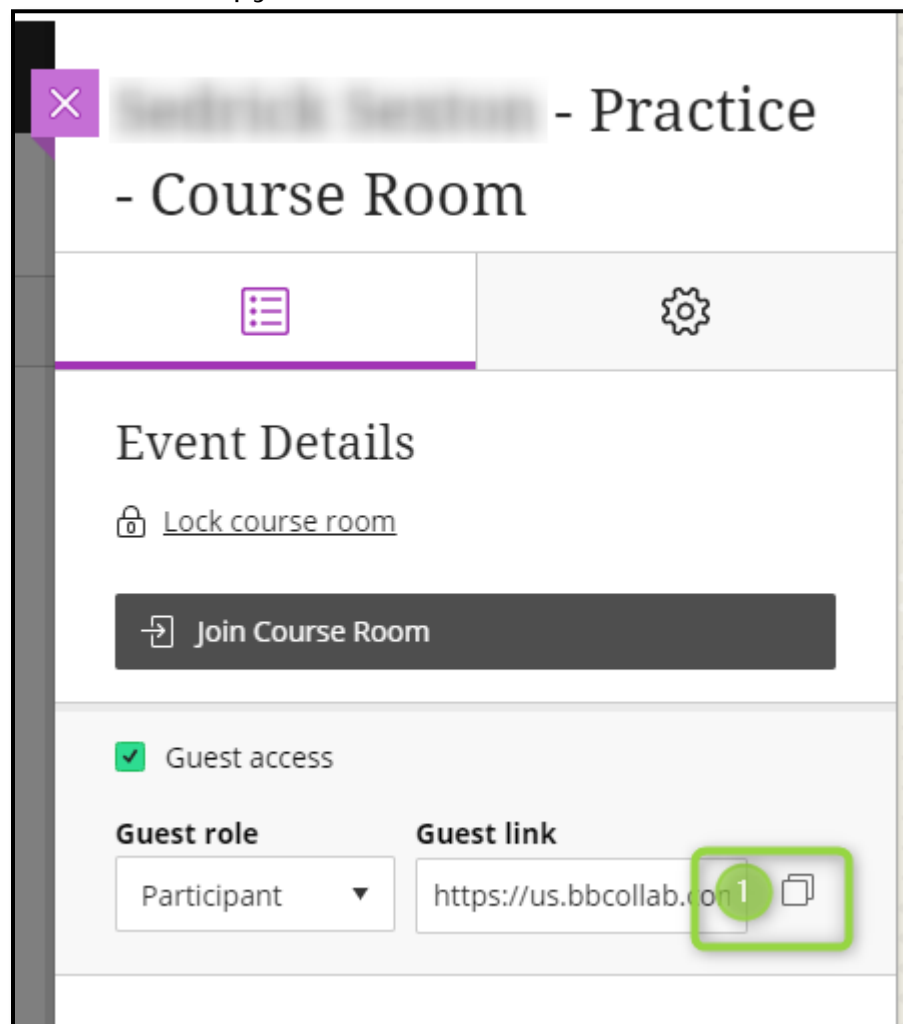 - Practice
- Course Room
Event Details
Lock course room
Join Course Room
Guest access
Guest role Guest link
Participant https://us.bbcollab.com 1